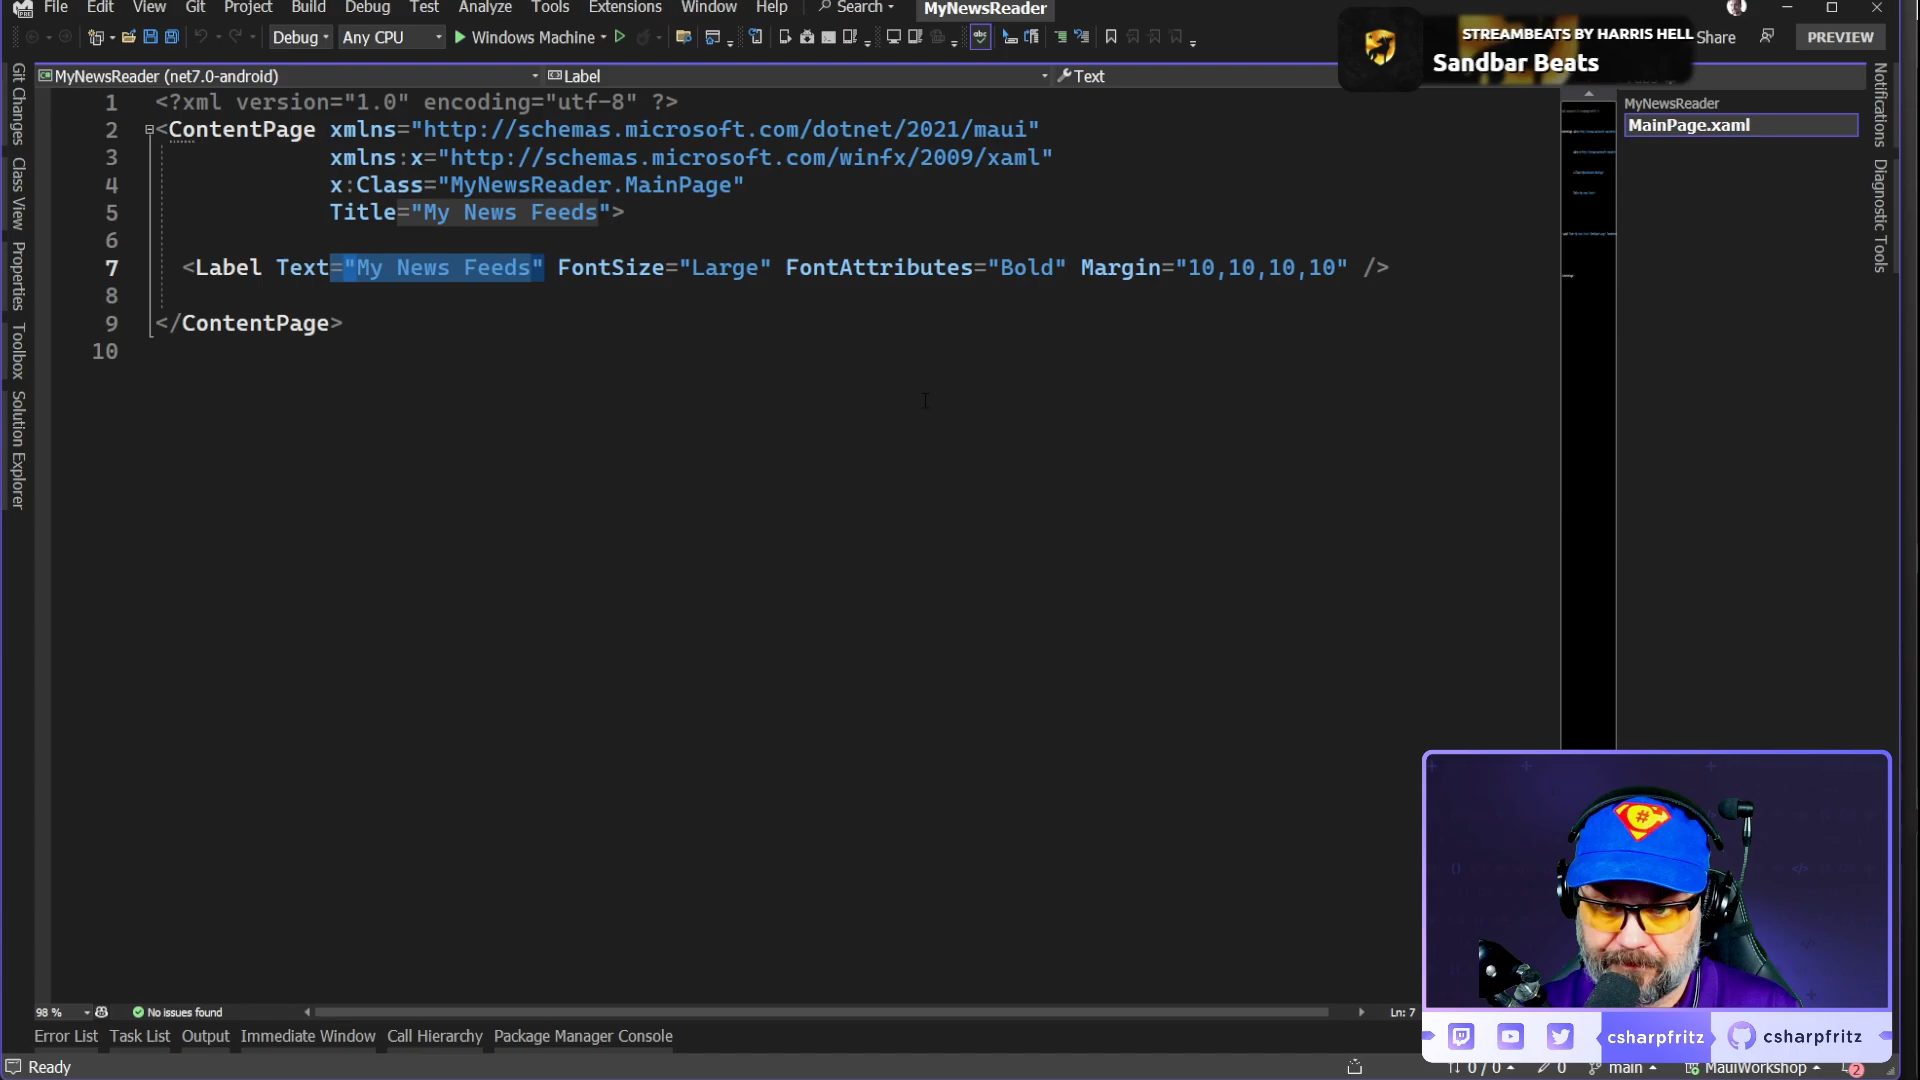 File Edit View Git Project Build Debug Test Analyze Tools Extensions Window Help Search MyNewsReader
Debug Any CPU Windows Machine Share PREVIEW
STREAMBEATS BY HARRIS HELL
Sandbar Beats
MyNewsReader (net7.0-android) Label Text
1 <?xml version="1.0" encoding="utf-8" ?>
2 <ContentPage xmlns="http://schemas.microsoft.com/dotnet/2021/maui"
3 xmlns:x="http://schemas.microsoft.com/winfx/2009/xaml"
4 x:Class="MyNewsReader.MainPage"
5 Title="My News Feeds">
6
7 <Label Text="My News Feeds" FontSize="Large" FontAttributes="Bold" Margin="10,10,10,10" />
8
9 </ContentPage>
10
MyNewsReader
MainPage.xaml
Git Changes
Class View
Properties
Toolbox
Solution Explorer
Notifications
Diagnostic Tools
98 % No issues found Ln: 7
Error List Task List Output Immediate Window Call Hierarchy Package Manager Console
csharpfritz csharpfritz
Ready 0 / 0 0 main MauiWorkshop 2